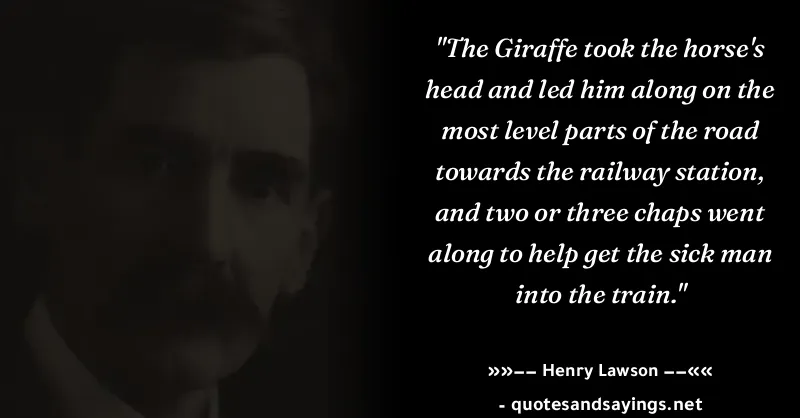 "The Giraffe took the horse's
head and led him along on the
most level parts of the road
towards the railway station,
and two or three chaps went
along to help get the sick man
into the train."
»»−− Henry Lawson −−««
- quotesandsayings.net